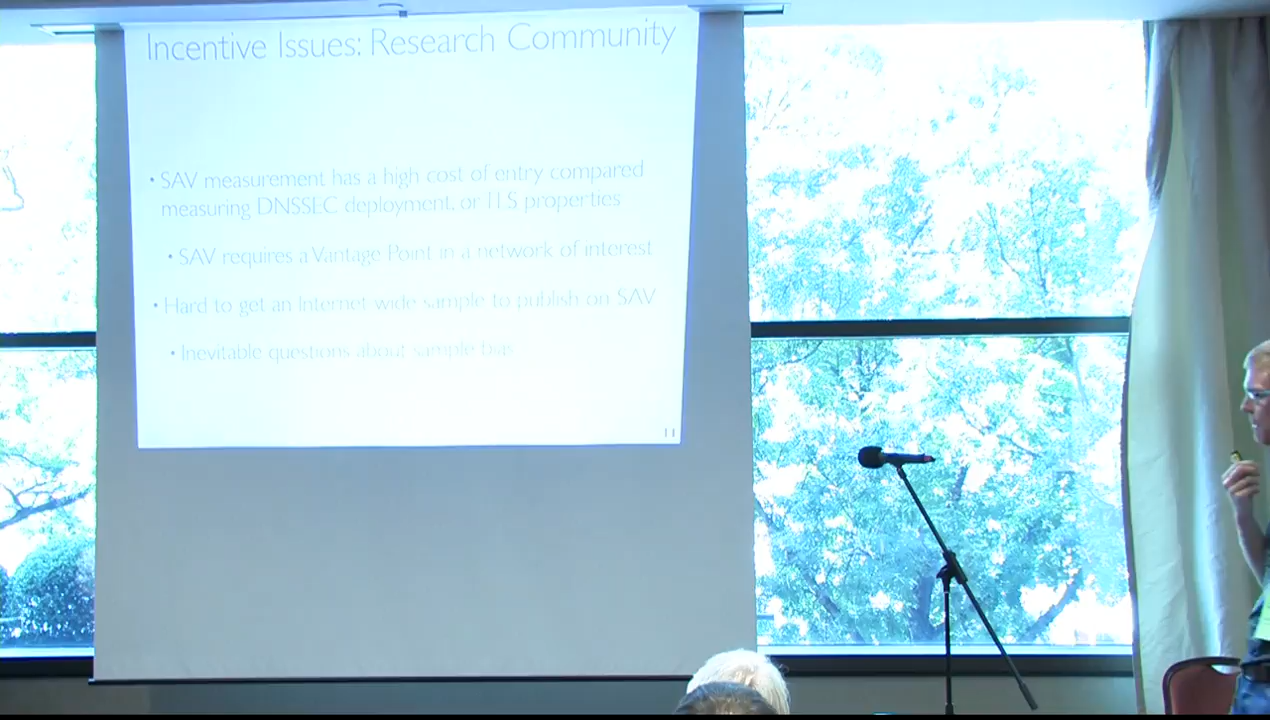 Incentive Issues: Research Community
• SAV measurement has a high cost of entry compared
measuring DNSSEC deployment, or TLS properties
• SAV requires a Vantage Point in a network of interest
• Hard to get an Internet-wide sample to publish on SAV
• Inevitable questions about sample bias
11